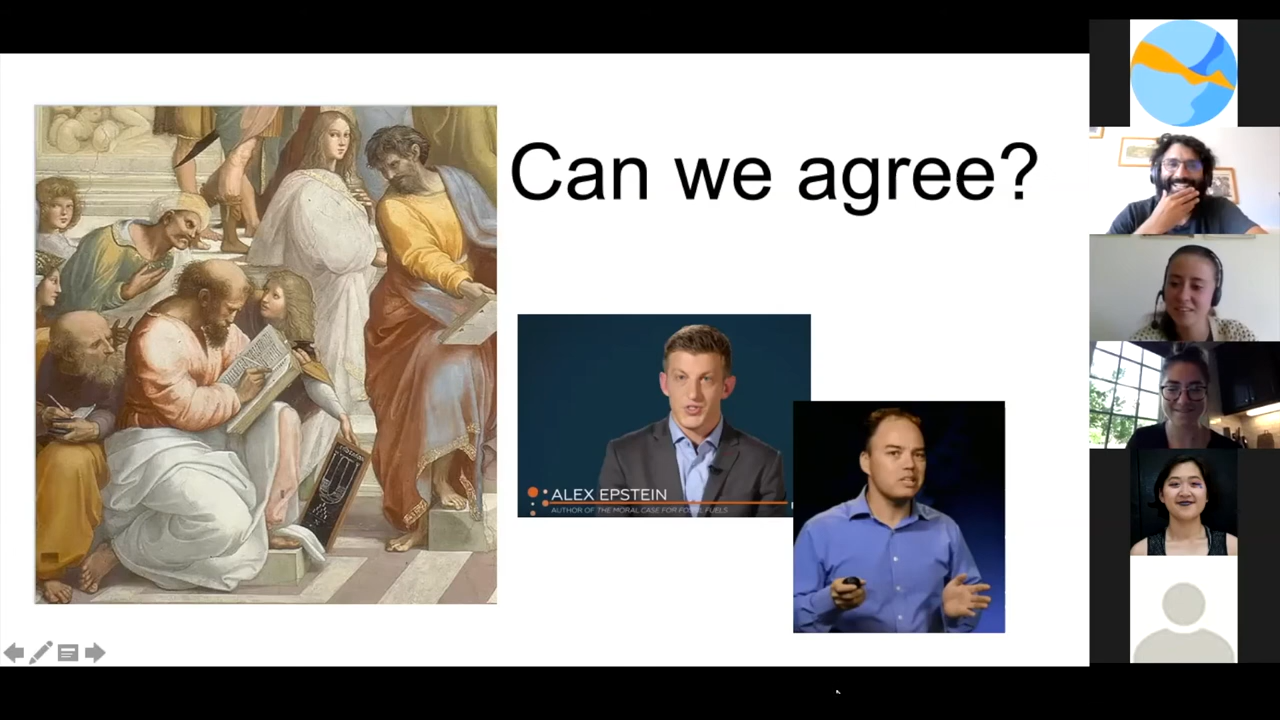 Can we agree?
ALEX EPSTEIN
AUTHOR OF THE MORAL CASE FOR FOSSIL FUELS